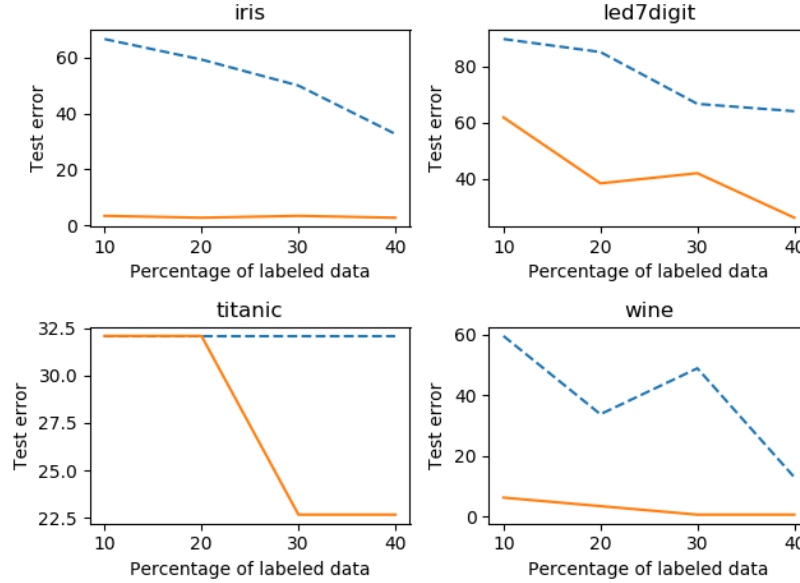 iris
led7digit
60
40
20
0
Test error
10 20 30 40
Percentage of labeled data
80
60
40
Test error
10 20 30 40
Percentage of labeled data
titanic
wine
32.5
30.0
27.5
25.0
22.5
Test error
10 20 30 40
Percentage of labeled data
60
40
20
0
Test error
10 20 30 40
Percentage of labeled data